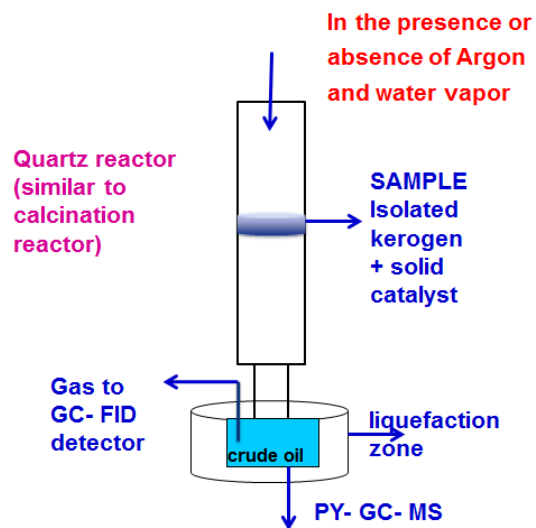 In the presence or
absence of Argon
and water vapor
Quartz reactor
(similar to
calcination
reactor)
SAMPLE
Isolated
kerogen
+ solid
catalyst
Gas to
GC- FID
detector
crude oil
liquefaction
zone
PY- GC- MS